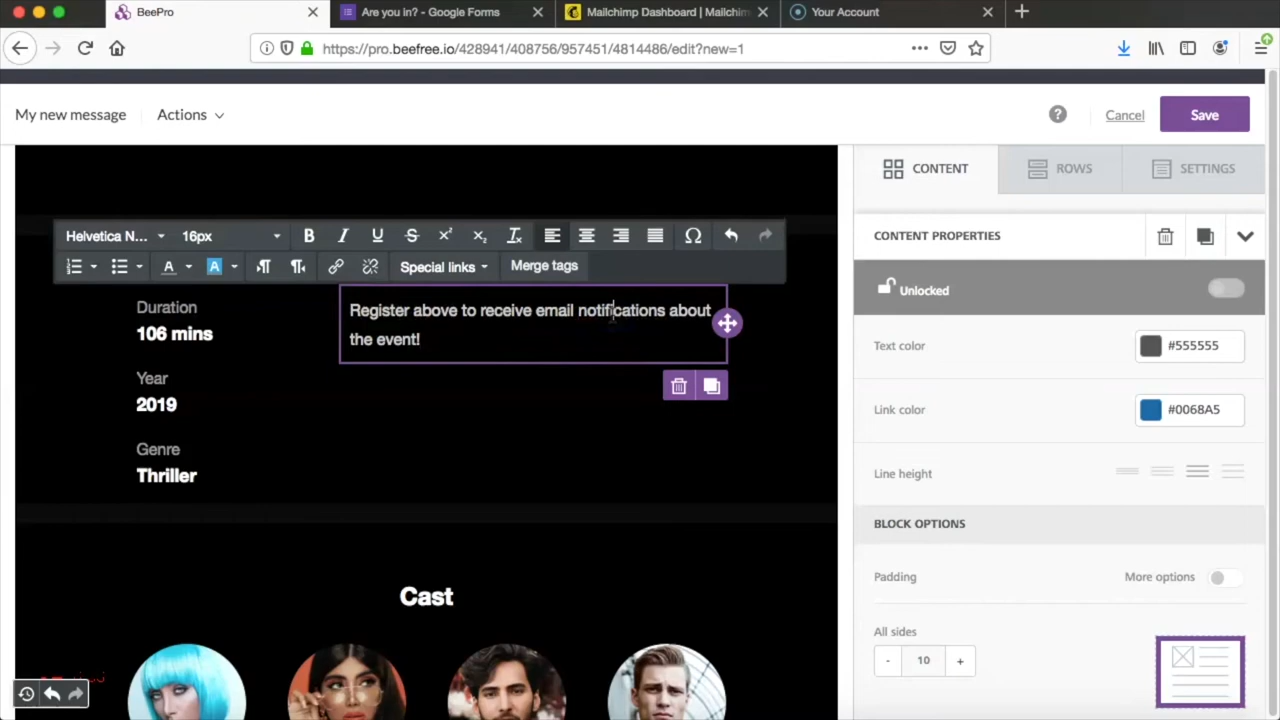 BeePro
Are you in? - Google Forms
Mailchimp Dashboard | Mailchim
Your Account
https://pro.beefree.io/428941/408756/957451/4814486/edit?new=1
My new message
Actions
Cancel
Save
CONTENT
ROWS
SETTINGS
Helvetica N...
16px
Special links
Merge tags
CONTENT PROPERTIES
Unlocked
Duration
106 mins
Year
2019
Genre
Thriller
Register above to receive email notifications about
the event!
Text color
#555555
Link color
#0068A5
Line height
BLOCK OPTIONS
Padding
More options
All sides
- 10 +
Cast